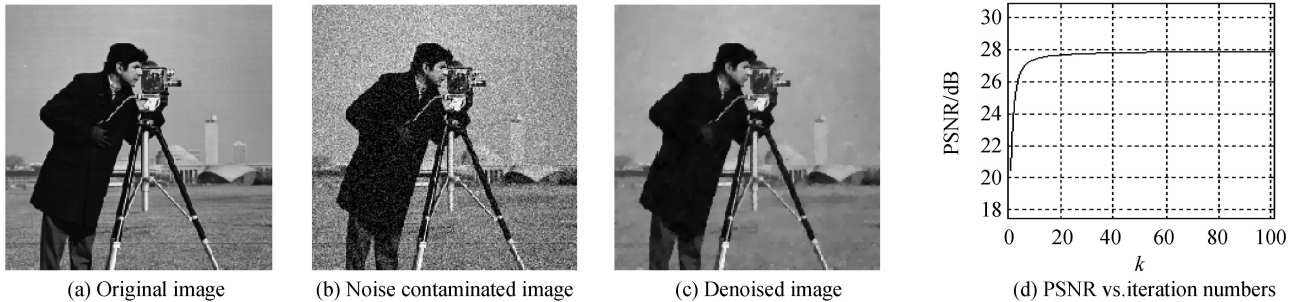 (a) Original image
(b) Noise contaminated image
(c) Denoised image
PSNR/dB
30
28
26
24
22
20
18
0 20 40 60 80 100
k
(d) PSNR vs.iteration numbers